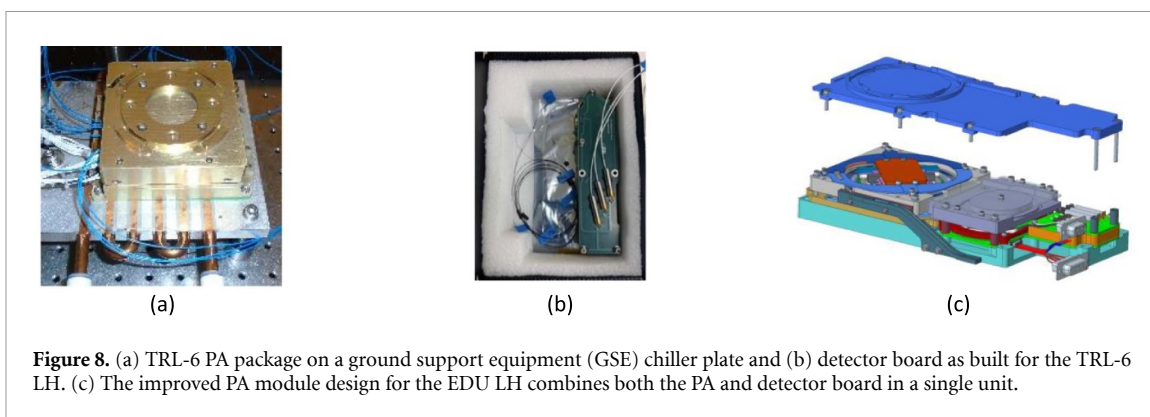 (a)
(b)
(c)
Figure 8. (a) TRL-6 PA package on a ground support equipment (GSE) chiller plate and (b) detector board as built for the TRL-6
LH. (c) The improved PA module design for the EDU LH combines both the PA and detector board in a single unit.